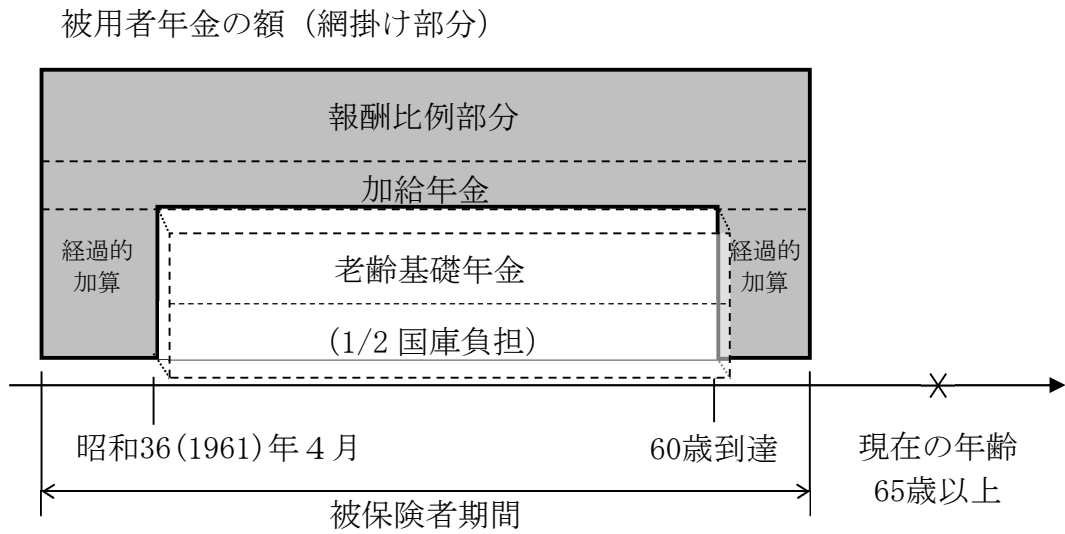 被用者年金の額（網掛け部分）
報酬比例部分
加給年金
経過的
加算
老齢基礎年金
(1/2 国庫負担)
経過的
加算
昭和36(1961)年４月
60歳到達
現在の年齢
65歳以上
被保険者期間